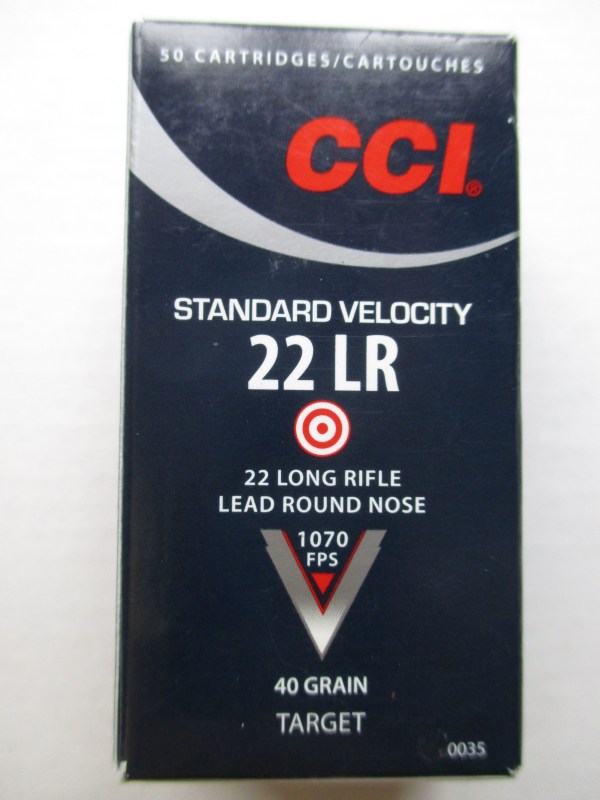 50 CARTRIDGES/CARTOUCHES
CCI®
STANDARD VELOCITY
22 LR
22 LONG RIFLE
LEAD ROUND NOSE
1070
FPS
40 GRAIN
TARGET
0035